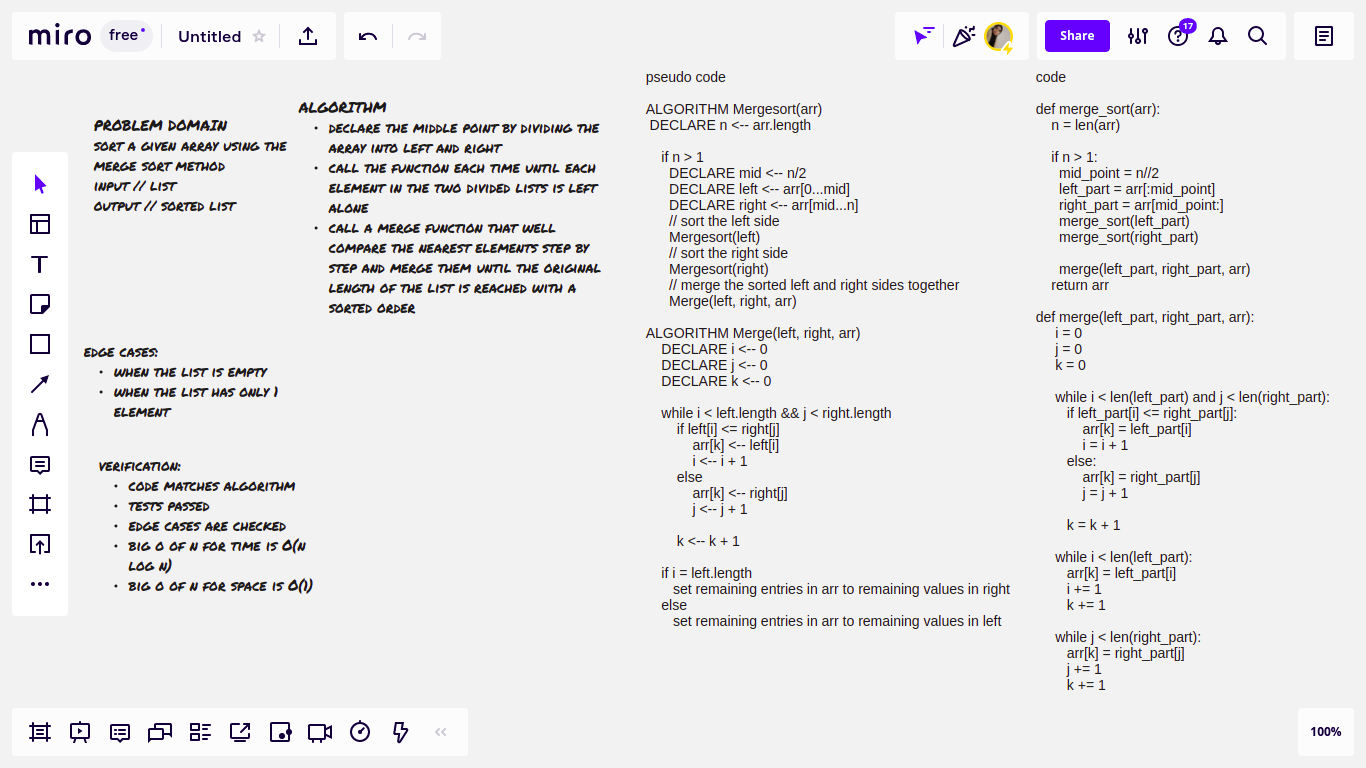 miro free Untitled
Share
17
PROBLEM DOMAIN
SORT A GIVEN ARRAY USING THE
MERGE SORT METHOD
INPUT // LIST
OUTPUT // SORTED LIST
ALGORITHM
• DECLARE THE MIDDLE POINT BY DIVIDING THE
ARRAY INTO LEFT AND RIGHT
• CALL THE FUNCTION EACH TIME UNTIL EACH
ELEMENT IN THE TWO DIVIDED LISTS IS LEFT
ALONE
• CALL A MERGE FUNCTION THAT WELL
COMPARE THE NEAREST ELEMENTS STEP BY
STEP AND MERGE THEM UNTIL THE ORIGINAL
LENGTH OF THE LIST IS REACHED WITH A
SORTED ORDER
EDGE CASES:
• WHEN THE LIST IS EMPTY
• WHEN THE LIST HAS ONLY 1
ELEMENT
VERIFICATION:
• CODE MATCHES ALGORITHM
• TESTS PASSED
• EDGE CASES ARE CHECKED
• BIG O OF N FOR TIME IS O(N
LOG N)
• BIG O OF N FOR SPACE IS O(1)
pseudo code
ALGORITHM Mergesort(arr)
DECLARE n <-- arr.length
if n > 1
DECLARE mid <-- n/2
DECLARE left <-- arr[0...mid]
DECLARE right <-- arr[mid...n]
// sort the left side
Mergesort(left)
// sort the right side
Mergesort(right)
// merge the sorted left and right sides together
Merge(left, right, arr)
ALGORITHM Merge(left, right, arr)
DECLARE i <-- 0
DECLARE j <-- 0
DECLARE k <-- 0
while i < left.length && j < right.length
if left[i] <= right[j]
arr[k] <-- left[i]
i <-- i + 1
else
arr[k] <-- right[j]
j <-- j + 1
k <-- k + 1
if i = left.length
set remaining entries in arr to remaining values in right
else
set remaining entries in arr to remaining values in left
code
def merge_sort(arr):
n = len(arr)
if n > 1:
mid_point = n//2
left_part = arr[:mid_point]
right_part = arr[mid_point:]
merge_sort(left_part)
merge_sort(right_part)
merge(left_part, right_part, arr)
return arr
def merge(left_part, right_part, arr):
i = 0
j = 0
k = 0
while i < len(left_part) and j < len(right_part):
if left_part[i] <= right_part[j]:
arr[k] = left_part[i]
i = i + 1
else:
arr[k] = right_part[j]
j = j + 1
k = k + 1
while i < len(left_part):
arr[k] = left_part[i]
i += 1
k += 1
while j < len(right_part):
arr[k] = right_part[j]
j += 1
k += 1
100%